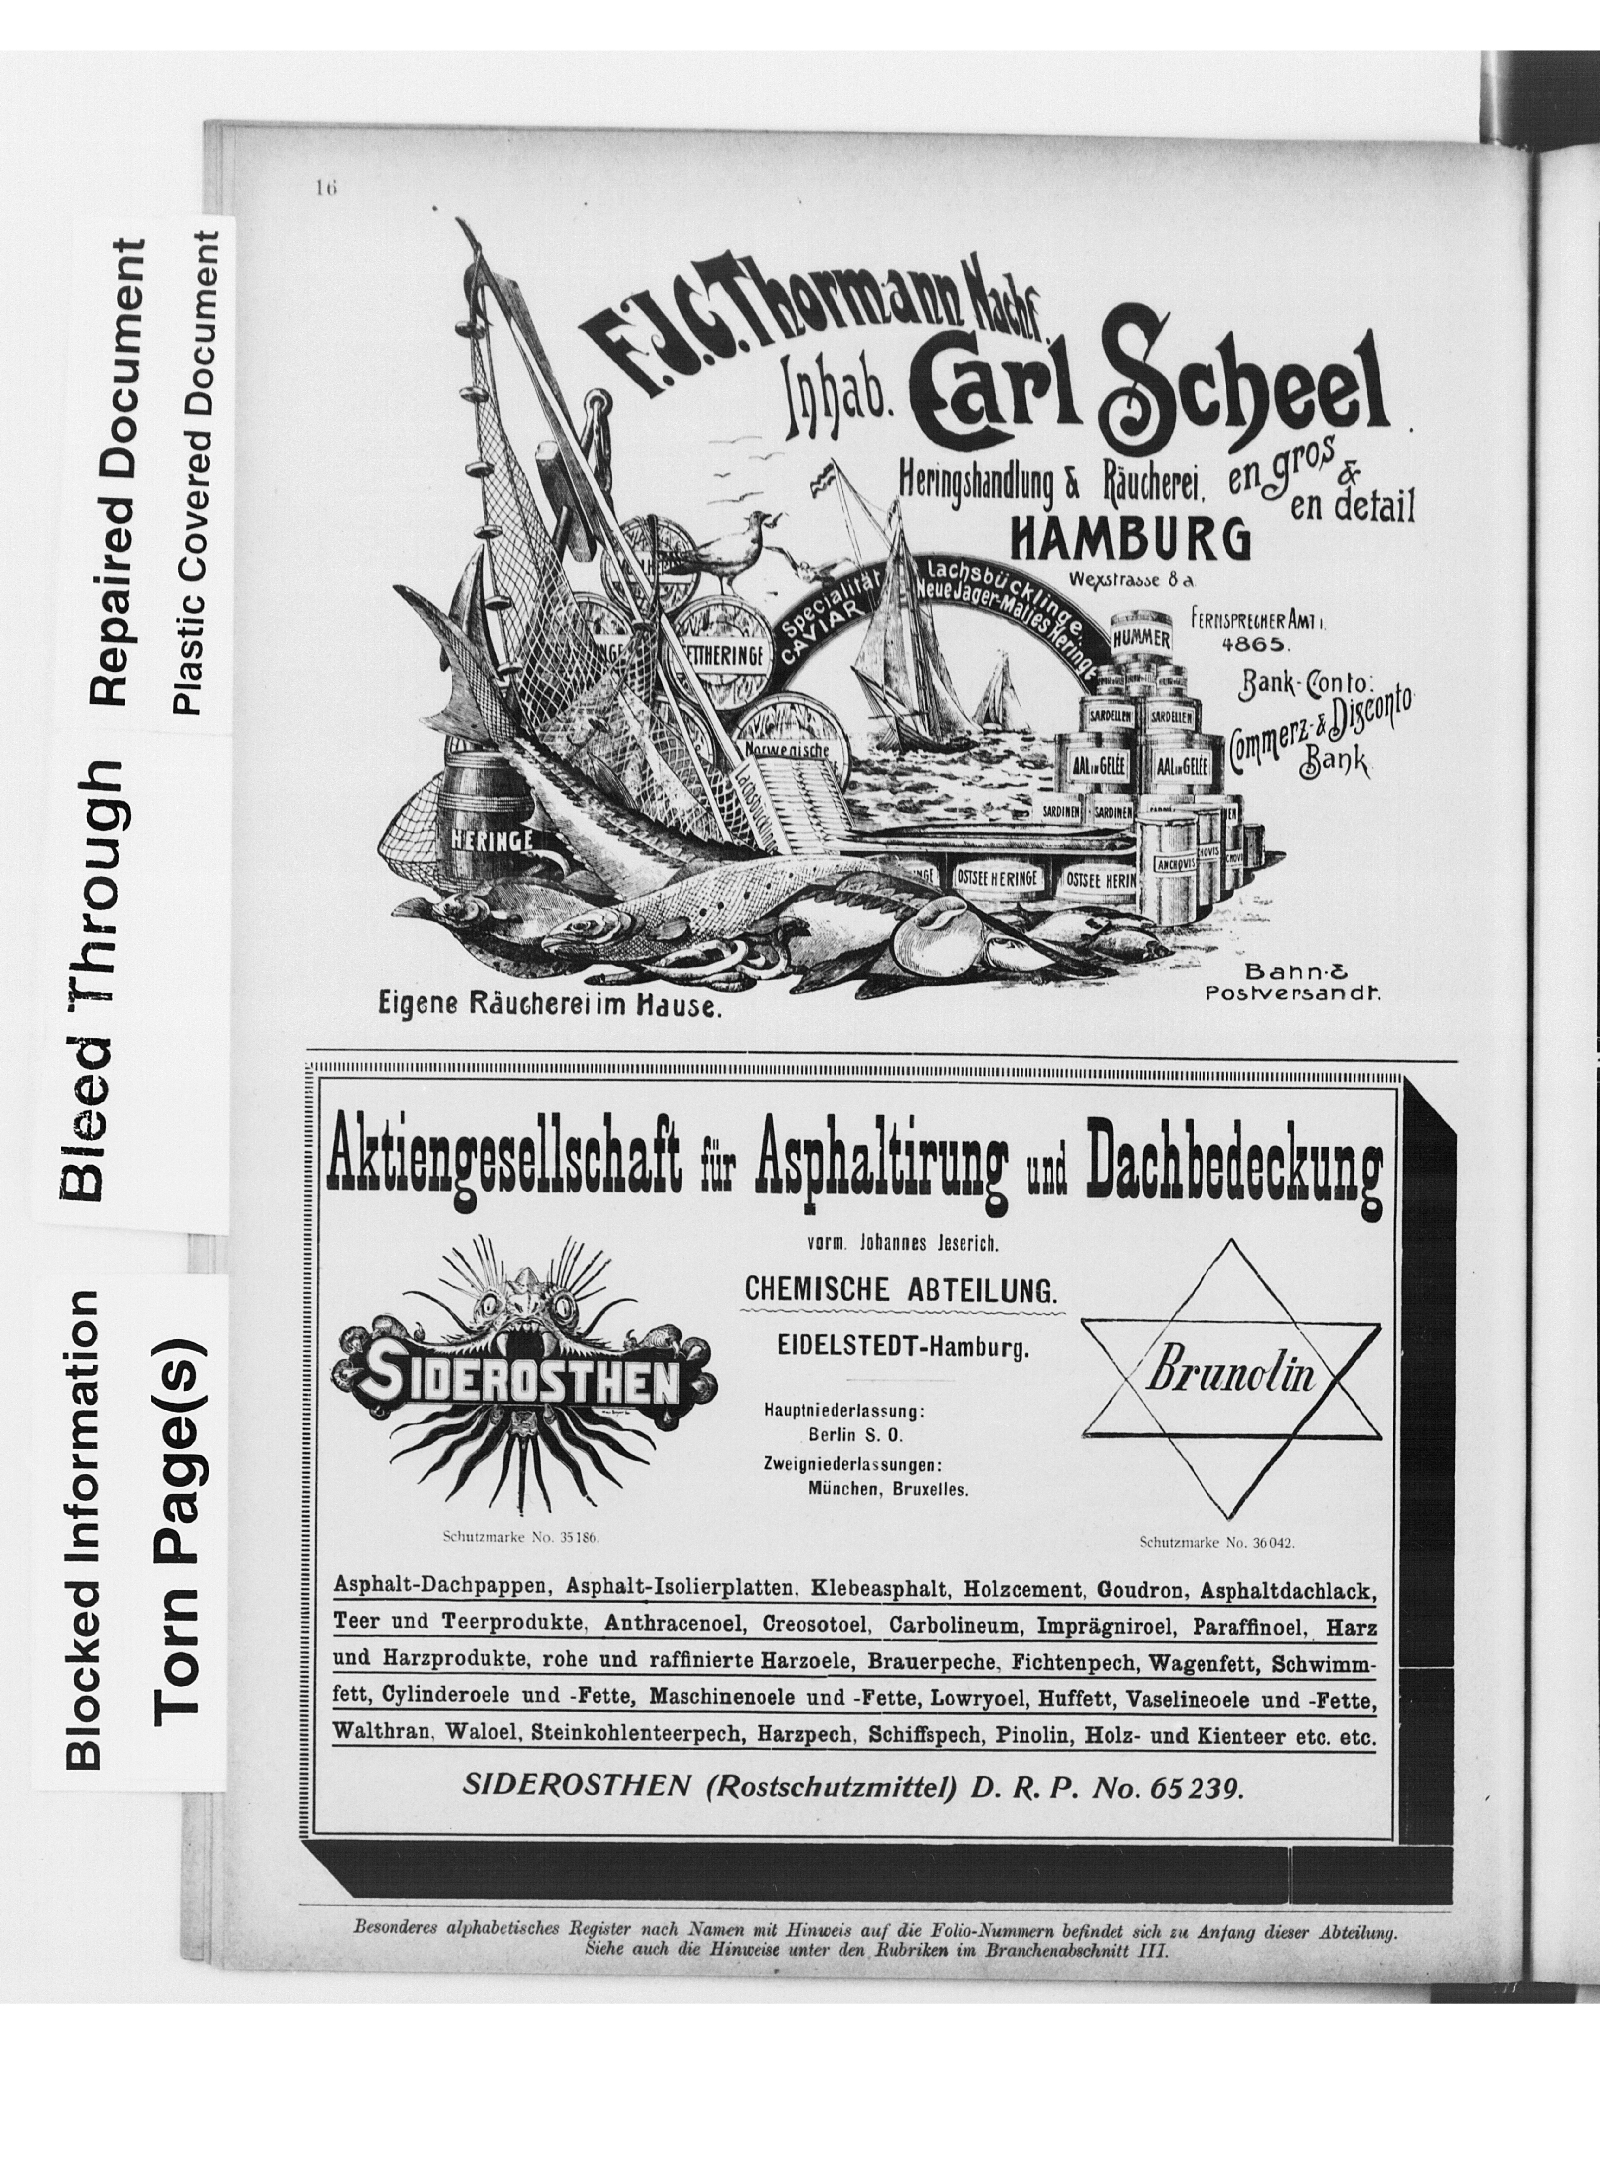 16
F.J.C. Thormann Nachf.
Inhab. Carl Scheel
Heringshandlung & Räucherei, en gros &
en detail
HAMBURG
Wexstrasse 8a
FERNSPRECHER AMT I.
4865.
Bank-Conto:
Commerz-& Disconto
Bank
Specialität Lachsbücklinge.
CAVIAR Neue Jäger-Matjes Heringe
ETTHERINGE
NGE
Norwegische
Lachsbücklinge
HERINGE
HUMMER
SARDELLEN SARDELLEN
AAL IN GELÉE AAL IN GELÉE
SARDINEN SARDINEN
ANCHOVIS
NGE OSTSEE HERINGE OSTSEE HERIN
Eigene Räucherei im Hause.
Bahn-&
Postversandt.
Aktiengesellschaft für Asphaltirung und Dachbedeckung
vorm. Johannes Jeserich.
CHEMISCHE ABTEILUNG.
EIDELSTEDT-Hamburg.
Hauptniederlassung:
Berlin S. O.
Zweigniederlassungen:
München, Bruxelles.
SIDEROSTHEN
Schutzmarke No. 35186.
Brunolin
Schutzmarke No. 36042.
Asphalt-Dachpappen, Asphalt-Isolierplatten, Klebeasphalt, Holzcement, Goudron, Asphaltdachlack,
Teer und Teerprodukte, Anthracenoel, Creosotoel, Carbolineum, Imprägniroel, Paraffinoel, Harz
und Harzprodukte, rohe und raffinierte Harzoele, Brauerpeche, Fichtenpech, Wagenfett, Schwimm-
fett, Cylinderoele und -Fette, Maschinenoele und -Fette, Lowryoel, Huffett, Vaselineoele und -Fette,
Walthran, Waloel, Steinkohlenteerpech, Harzpech, Schiffspech, Pinolin, Holz- und Kienteer etc. etc.
SIDEROSTHEN (Rostschutzmittel) D. R. P. No. 65239.
Besonderes alphabetisches Register nach Namen mit Hinweis auf die Folio-Nummern befindet sich zu Anfang dieser Abteilung.
Siehe auch die Hinweise unter den Rubriken im Branchenabschnitt III.
Repaired Document
Plastic Covered Document
Bleed Through
Blocked Information
Torn Page(s)